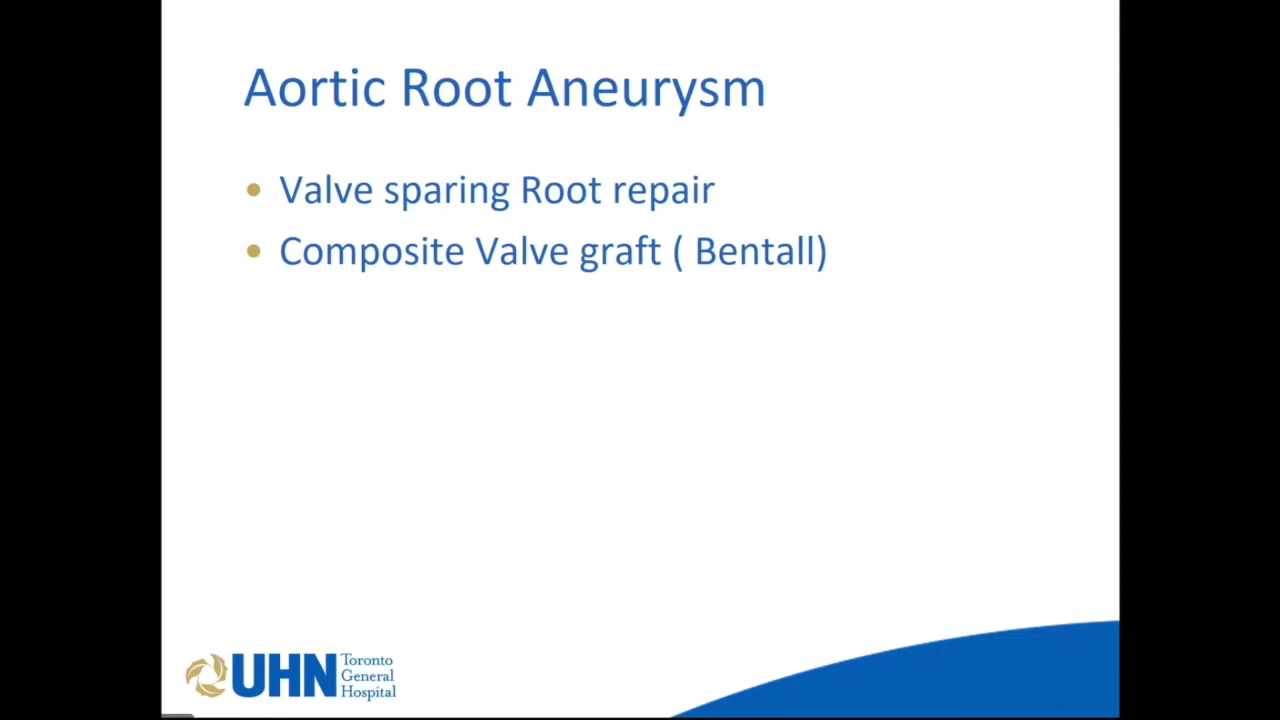 Aortic Root Aneurysm
• Valve sparing Root repair
• Composite Valve graft ( Bentall)
UHN Toronto
General
Hospital